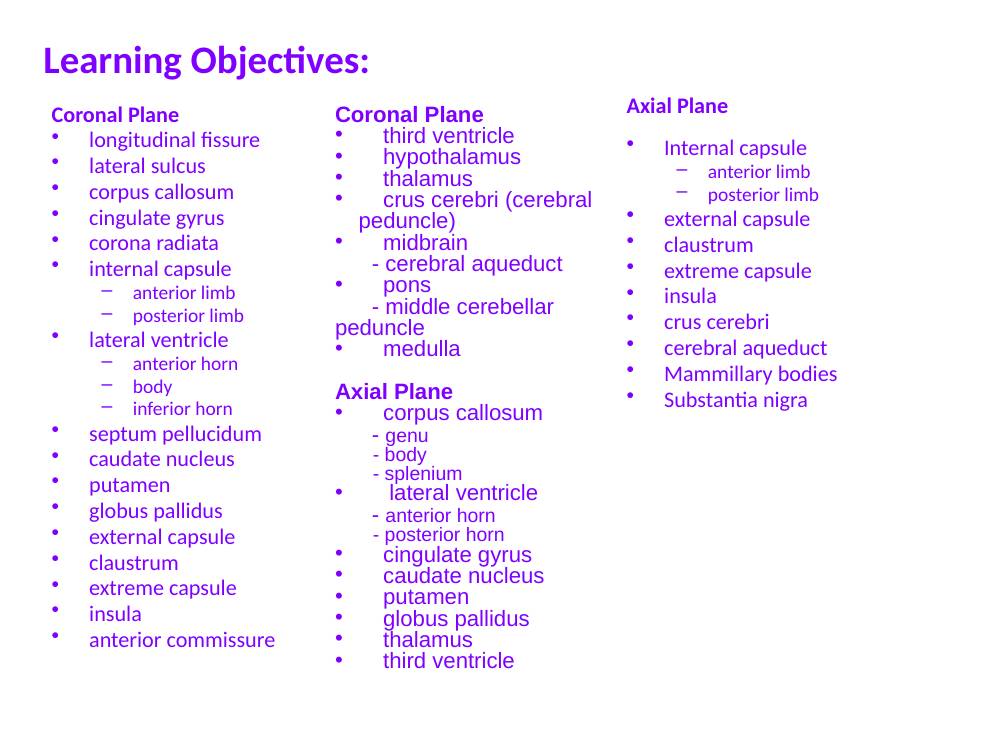 Learning Objectives:
Coronal Plane
• longitudinal fissure
• lateral sulcus
• corpus callosum
• cingulate gyrus
• corona radiata
• internal capsule
– anterior limb
– posterior limb
• lateral ventricle
– anterior horn
– body
– inferior horn
• septum pellucidum
• caudate nucleus
• putamen
• globus pallidus
• external capsule
• claustrum
• extreme capsule
• insula
• anterior commissure
Coronal Plane
• third ventricle
• hypothalamus
• thalamus
• crus cerebri (cerebral
peduncle)
• midbrain
- cerebral aqueduct
• pons
- middle cerebellar
peduncle
• medulla
Axial Plane
• corpus callosum
- genu
- body
- splenium
• lateral ventricle
- anterior horn
- posterior horn
• cingulate gyrus
• caudate nucleus
• putamen
• globus pallidus
• thalamus
• third ventricle
Axial Plane
• Internal capsule
– anterior limb
– posterior limb
• external capsule
• claustrum
• extreme capsule
• insula
• crus cerebri
• cerebral aqueduct
• Mammillary bodies
• Substantia nigra